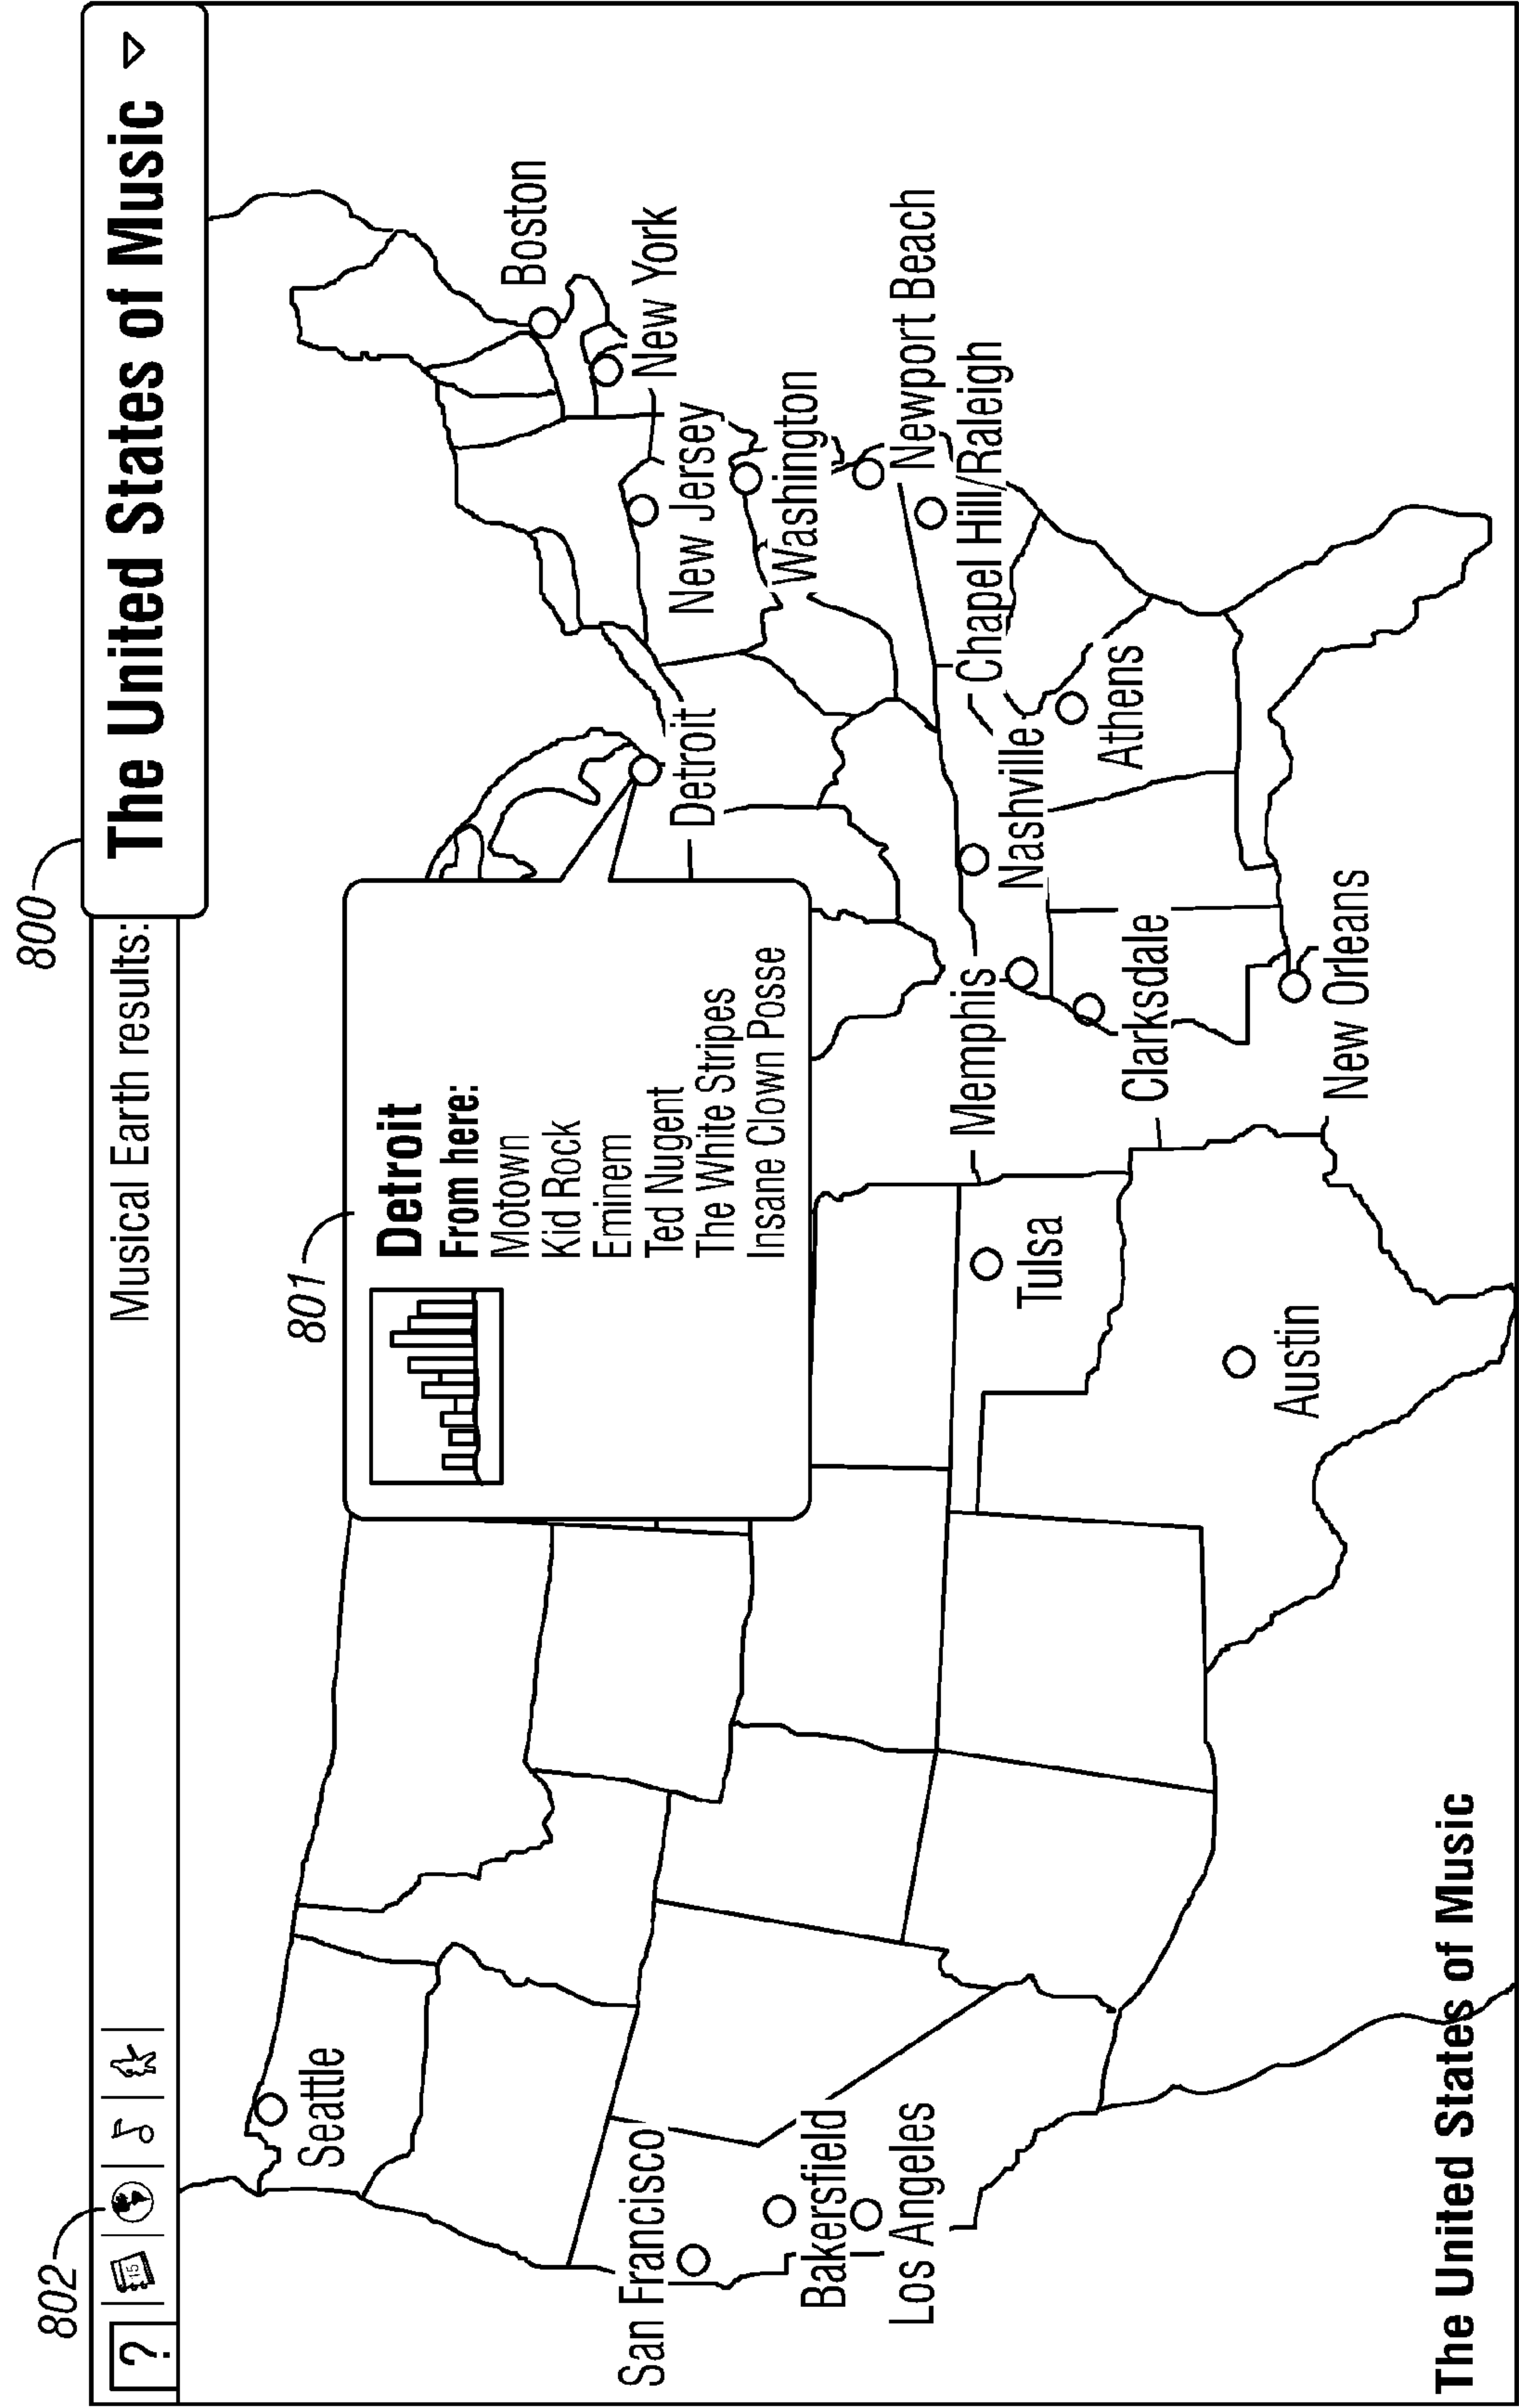 800
802
?
15
Musical Earth results:
The United States of Music
801
Detroit
From here:
Motown
Kid Rock
Eminem
Ted Nugent
The White Stripes
Insane Clown Posse
Seattle
San Francisco
Bakersfield
Los Angeles
Boston
New York
New Jersey
Washington
Newport Beach
Chapel Hill/Raleigh
Detroit
Nashville
Athens
Memphis
Clarksdale
New Orleans
Tulsa
Austin
The United States of Music